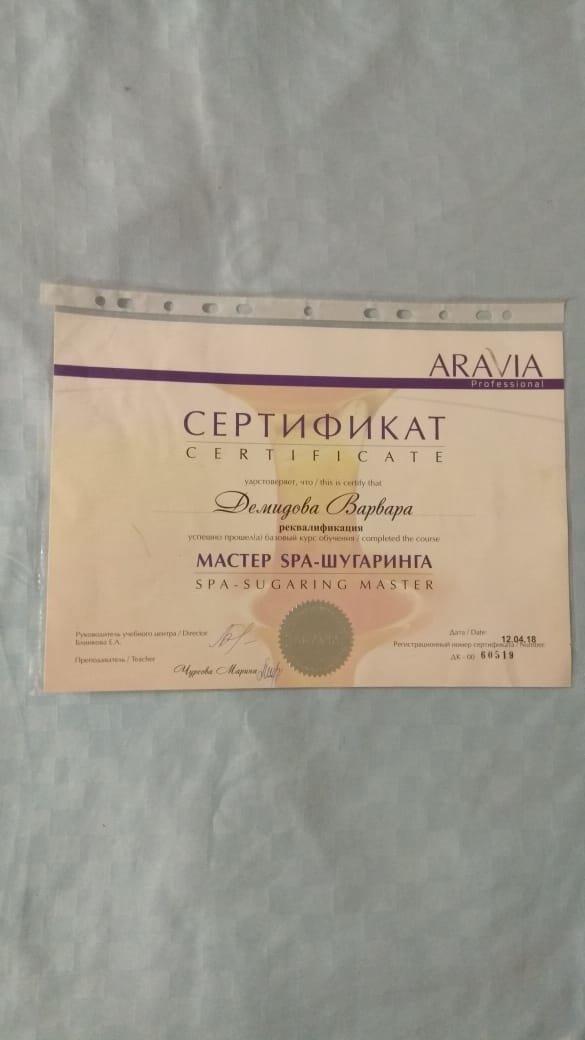 ARAVIA
Professional
СЕРТИФИКАТ
CERTIFICATE
удостоверяет, что / this is certify that
Демидова Варвара
реквалификация
успешно прошел(а) базовый курс обучения / completed the course
МАСТЕР SPA-ШУГАРИНГА
SPA-SUGARING MASTER
Руководитель учебного центра / Director
Блинкова Е.А.
Преподаватель / Teacher
Чурсова Марина
ARAVIA
Дата / Date:
12.04.18
Регистрационный номер сертификата / Number:
ДК - 00 60519